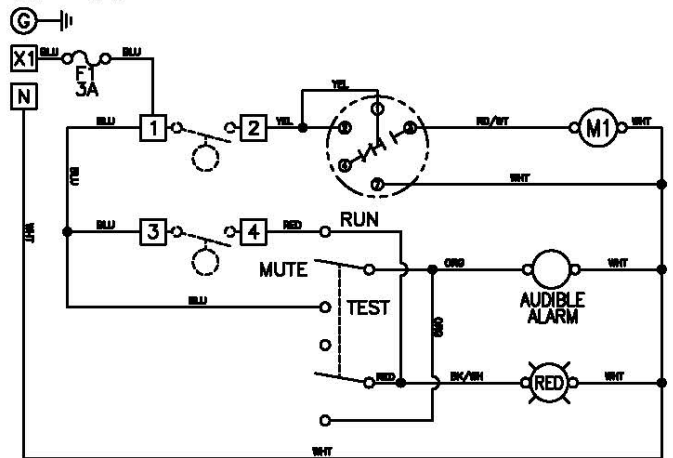 G
X1 BLU BLU
F1
3A
N
YEL
BLU 1 2 YEL RD/WT M1 WHT
BLU
WHT
WHT
BLU 3 4 RED RUN
MUTE ORG WHT
BLU TEST AUDIBLE
ALARM
ORG
RED BK/WH RED WHT
WHT